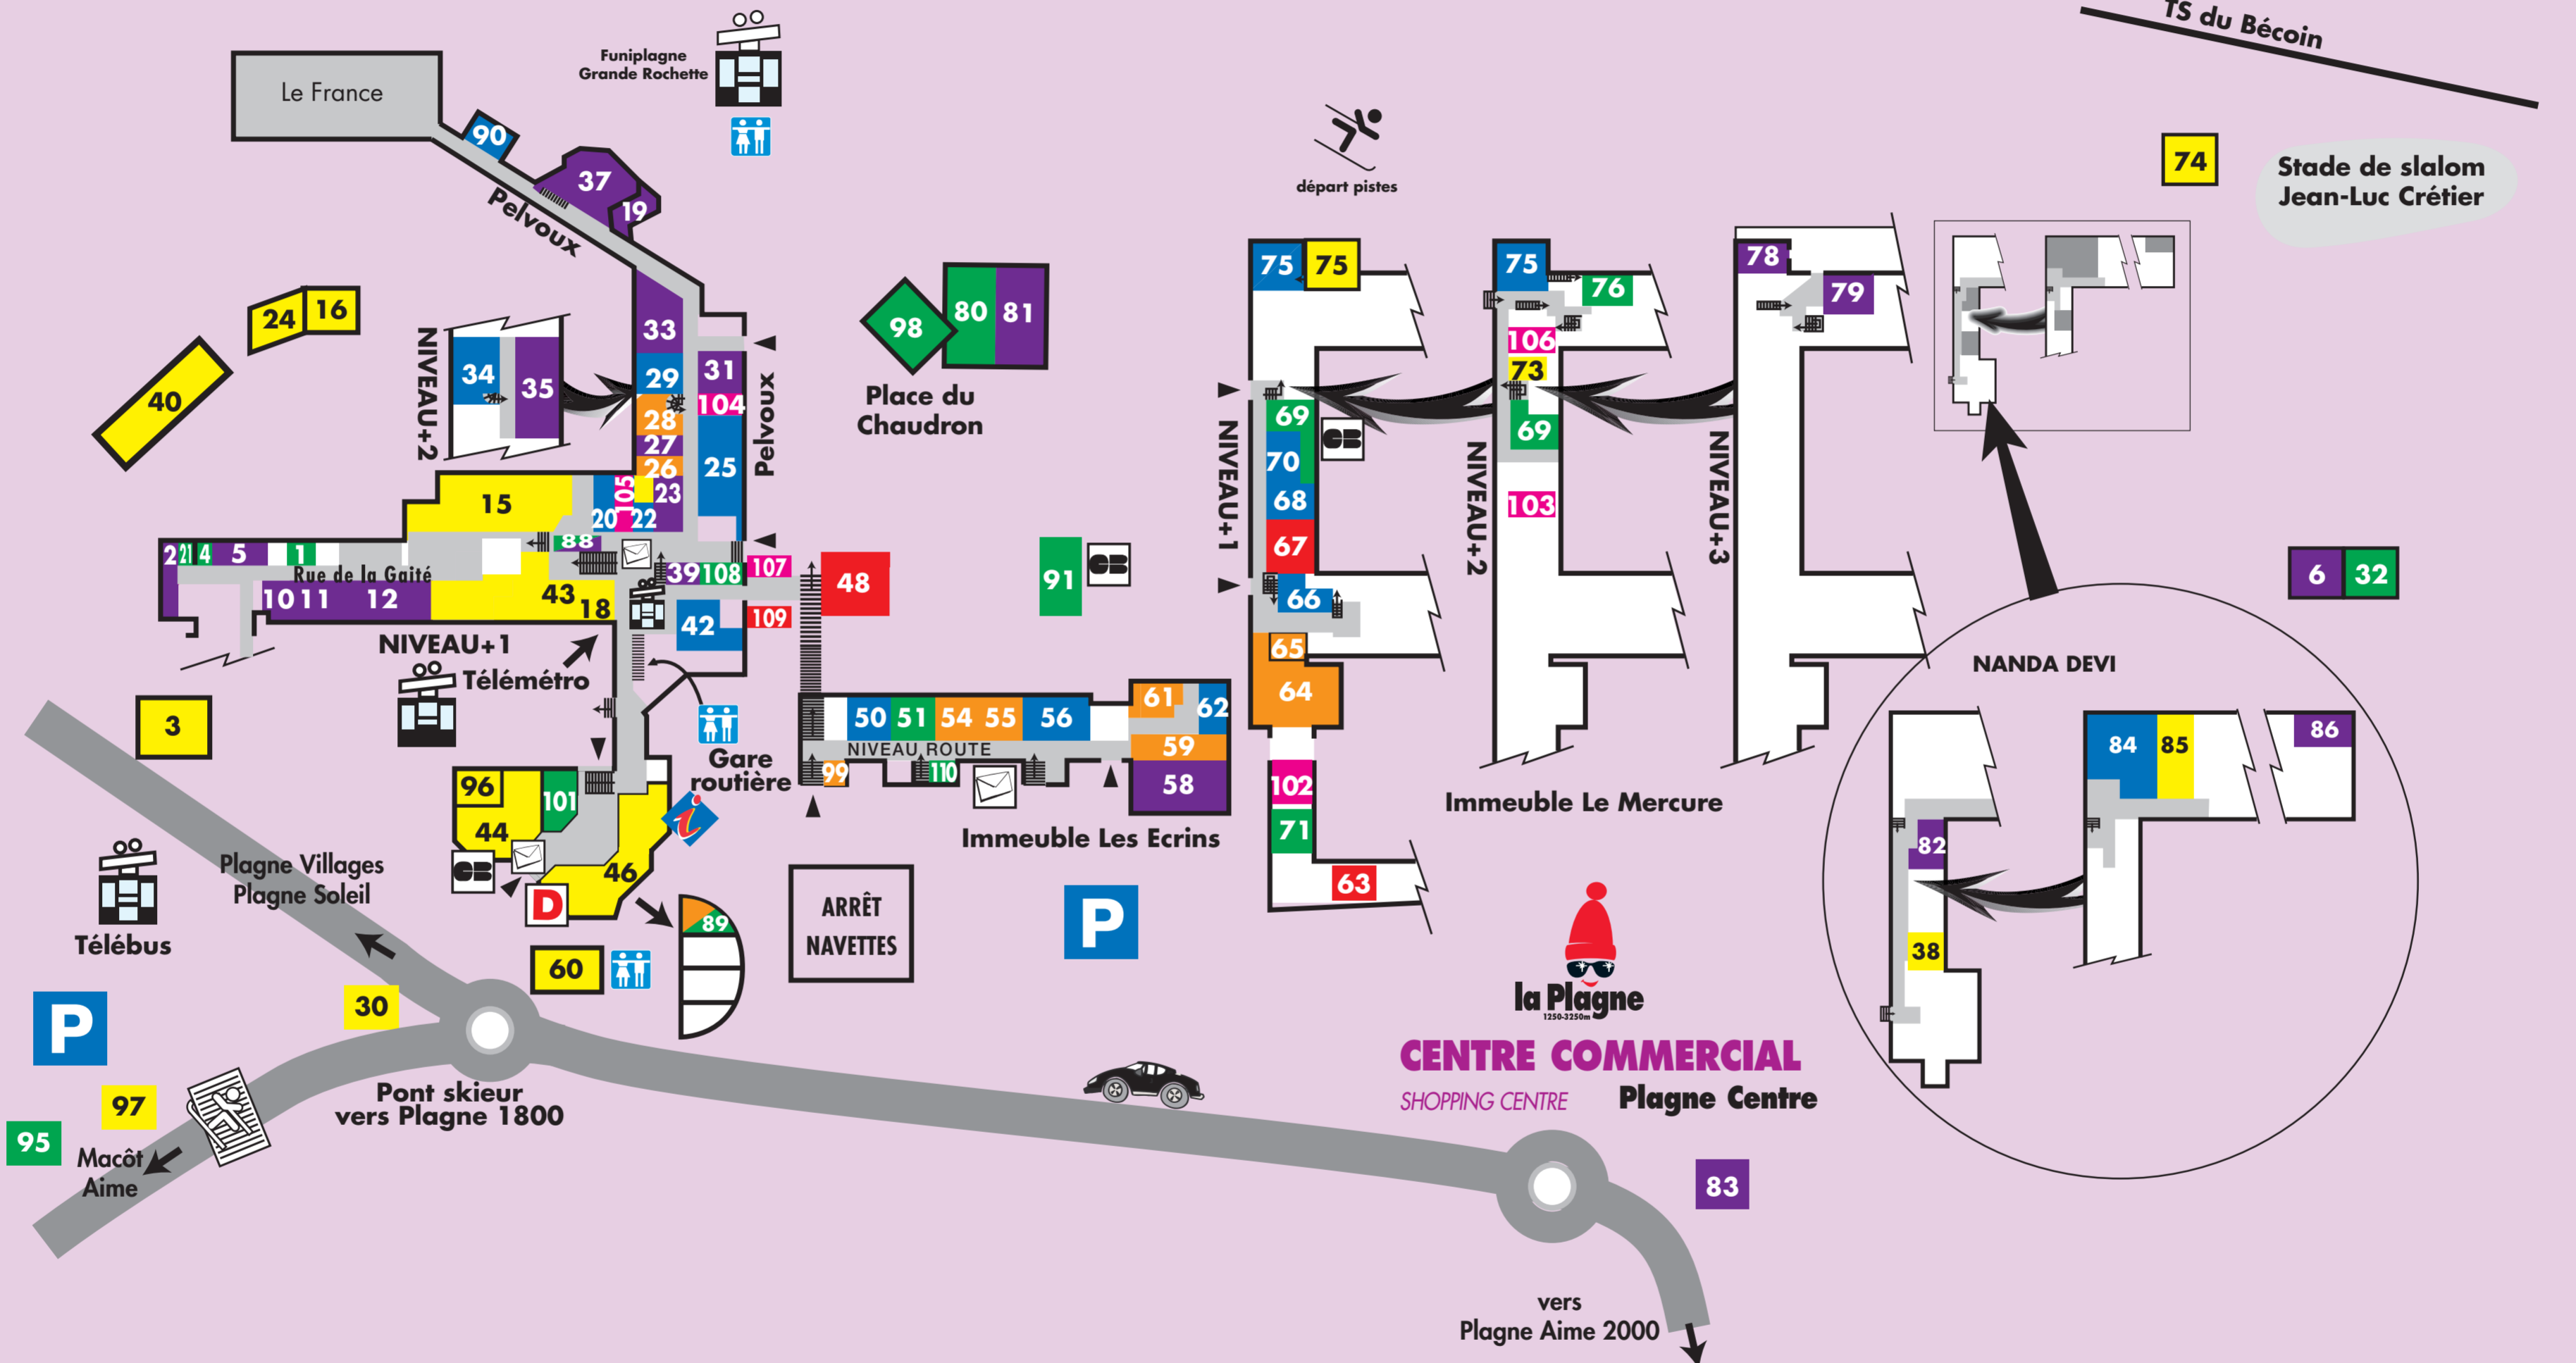 TS du Bécoin
Funiplagne
Grande Rochette
Le France
90
37
19
Pelvoux
départ pistes
74
Stade de slalom
Jean-Luc Crétier
24
16
40
NIVEAU+2
34
35
33
29
28
27
26
31
104
25
Pelvoux
98
80
81
Place du
Chaudron
75
75
75
76
78
79
106
73
69
69
70
68
67
66
65
64
102
71
63
103
NIVEAU+1
NIVEAU+2
NIVEAU+3
15
105
23
20
22
88
2
21
4
5
1
Rue de la Gaité
10
11
12
43
18
39
108
107
109
42
48
91
6
32
NIVEAU+1
Télémétro
3
Gare
routière
50
51
54
55
56
61
62
NIVEAU ROUTE
59
58
99
110
Immeuble Les Ecrins
Immeuble Le Mercure
NANDA DEVI
84
85
86
82
38
96
101
44
46
i
D
89
60
ARRÊT
NAVETTES
P
Plagne Villages
Plagne Soleil
Télébus
30
P
97
95
Macôt
Aime
Pont skieur
vers Plagne 1800
la Plagne
1250-3250m
CENTRE COMMERCIAL
SHOPPING CENTRE
Plagne Centre
83
vers
Plagne Aime 2000